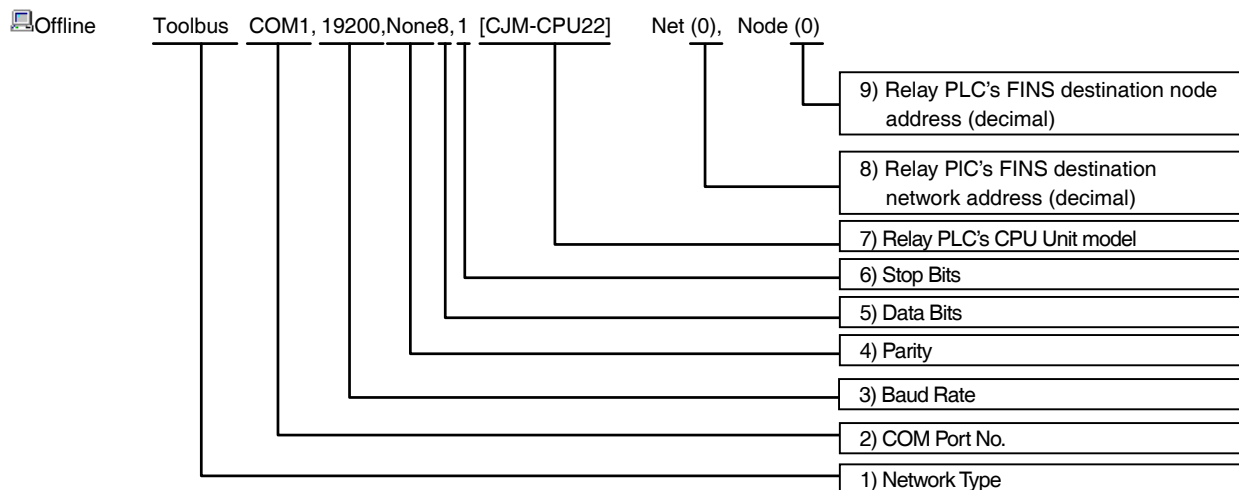 Offline Toolbus COM1, 19200,None8,1 [CJM-CPU22] Net (0), Node (0)
9) Relay PLC's FINS destination node
address (decimal)
8) Relay PlC's FINS destination
network address (decimal)
7) Relay PLC's CPU Unit model
6) Stop Bits
5) Data Bits
4) Parity
3) Baud Rate
2) COM Port No.
1) Network Type